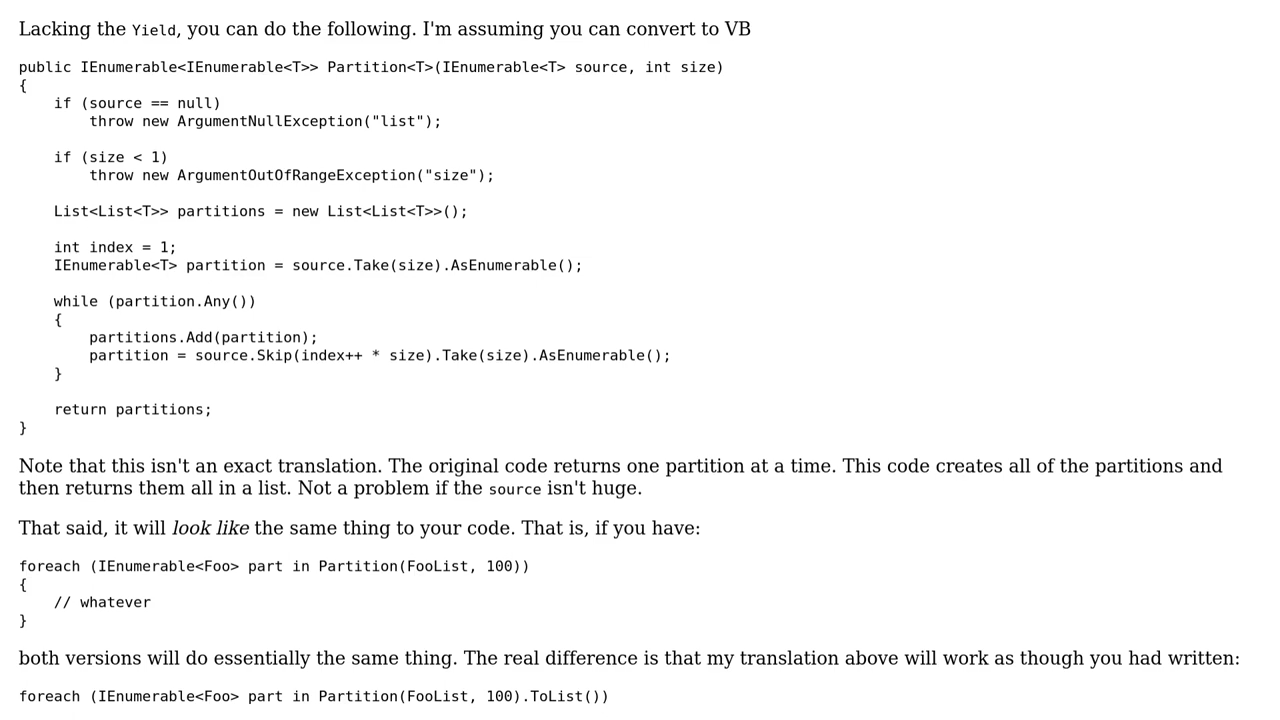 Lacking the Yield, you can do the following. I'm assuming you can convert to VB
public IEnumerable<IEnumerable<T>> Partition<T>(IEnumerable<T> source, int size)
{
    if (source == null)
        throw new ArgumentNullException("list");

    if (size < 1)
        throw new ArgumentOutOfRangeException("size");

    List<List<T>> partitions = new List<List<T>>();

    int index = 1;
    IEnumerable<T> partition = source.Take(size).AsEnumerable();

    while (partition.Any())
    {
        partitions.Add(partition);
        partition = source.Skip(index++ * size).Take(size).AsEnumerable();
    }

    return partitions;
}
Note that this isn't an exact translation. The original code returns one partition at a time. This code creates all of the partitions and
then returns them all in a list. Not a problem if the source isn't huge.
That said, it will look like the same thing to your code. That is, if you have:
foreach (IEnumerable<Foo> part in Partition(FooList, 100))
{
    // whatever
}
both versions will do essentially the same thing. The real difference is that my translation above will work as though you had written:
foreach (IEnumerable<Foo> part in Partition(FooList, 100).ToList())